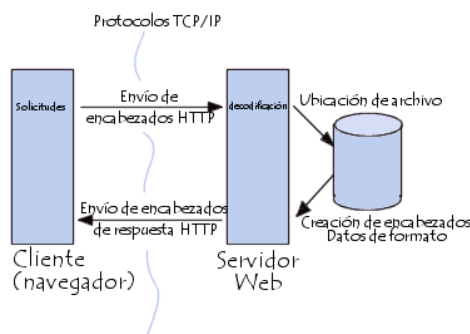 Protocolos TCP/IP
Solicitudes
Envío de
encabezados HTTP
decodificación
Ubicación de archivo
Envío de encabezados
de respuesta HTTP
Creación de encabezados
Datos de formato
Cliente
(navegador)
Servidor
Web